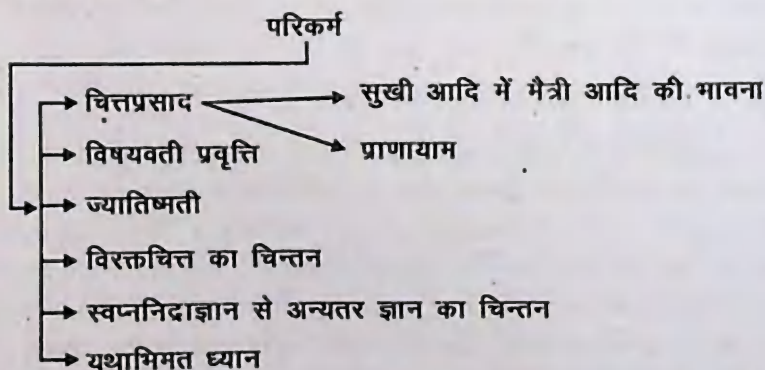 परिकर्म
चित्तप्रसाद
सुखी आदि में मैत्री आदि की भावना
विषयवती प्रवृत्ति
प्राणायाम
ज्यातिष्मती
विरक्तचित्त का चिन्तन
स्वप्ननिद्राज्ञान से अन्यतर ज्ञान का चिन्तन
यथाभिमत ध्यान